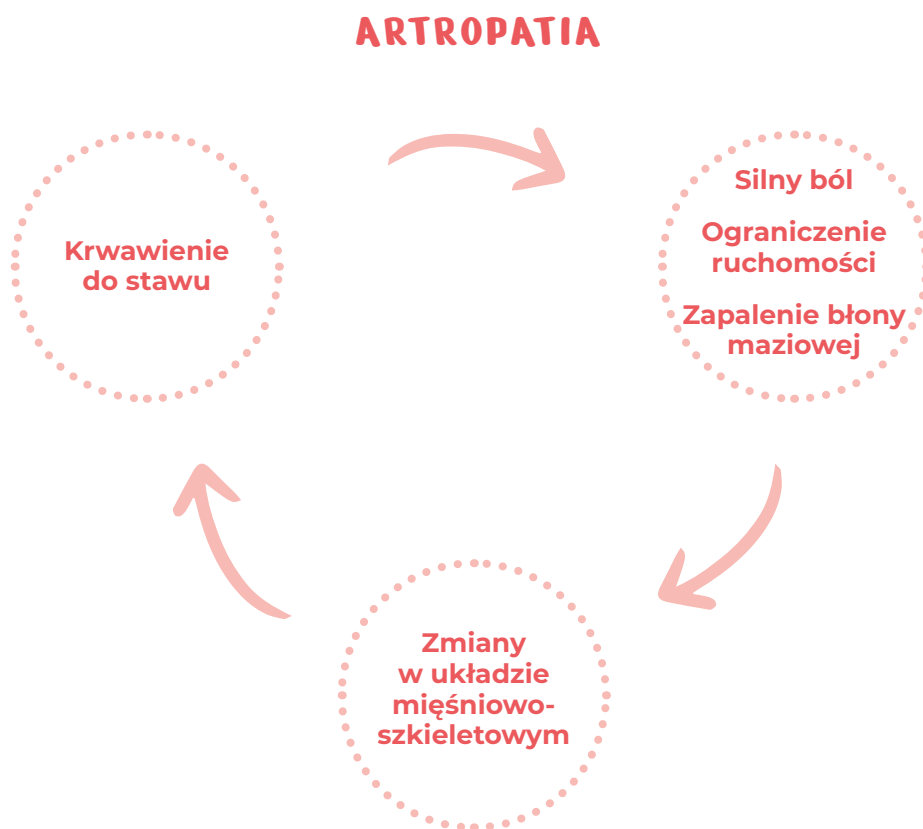 ARTROPATIA
Krwawienie
do stawu
Silny ból
Ograniczenie
ruchomości
Zapalenie błony
maziowej
Zmiany
w układzie
mięśniowo-
szkieletowym